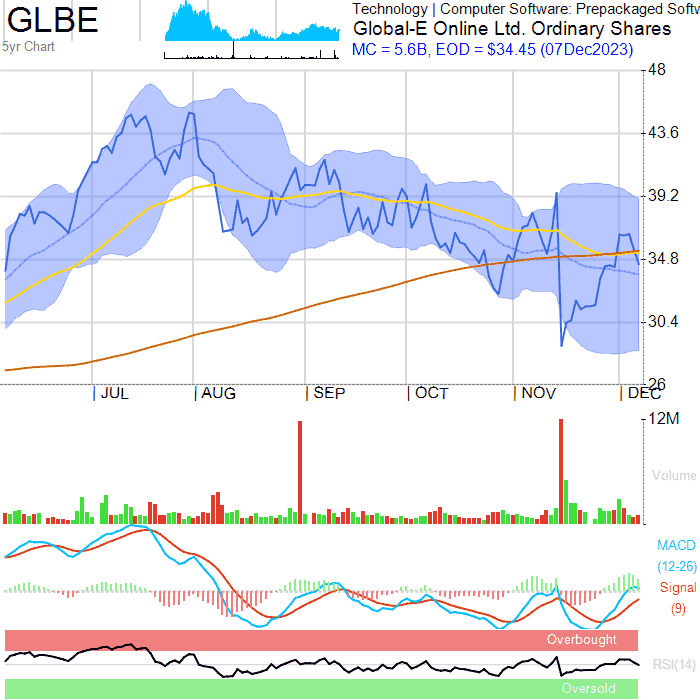 GLBE
5yr Chart
Technology | Computer Software: Prepackaged Softw
Global-E Online Ltd. Ordinary Shares
MC = 5.6B, EOD = $34.45 (07Dec2023)
48
43.6
39.2
34.8
30.4
26
JUL AUG SEP OCT NOV DEC
12M
Volume
MACD
(12-26)
Signal
(9)
Overbought
RSI(14)
Oversold